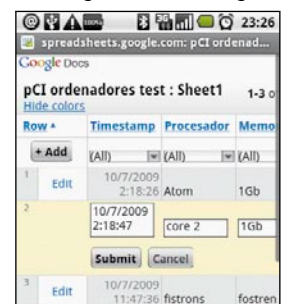 23:26
spreadsheets.google.com: pCI ordenad...
Google Docs
pCI ordenadores test : Sheet1 1-3 o
Hide colors
Row Timestamp Procesador Memo
+ Add (All) (All) (All)
1 Edit 10/7/2009 2:18:26 Atom 1Gb
2 10/7/2009 2:18:47 core 2 1Gb
Submit Cancel
3 Edit 10/7/2009 11:47:36 fistrons fostren